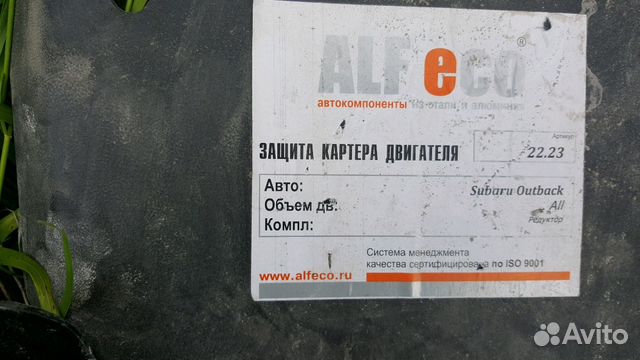 ALFeco®
автокомпоненты из стали и алюминия
Артикул
ЗАЩИТА КАРТЕРА ДВИГАТЕЛЯ 22.23
Авто: Subaru Outback
Объем дв: All
Компл: Редуктор
Система менеджмента
качества сертифицирована по ISO 9001
www.alfeco.ru
Avito